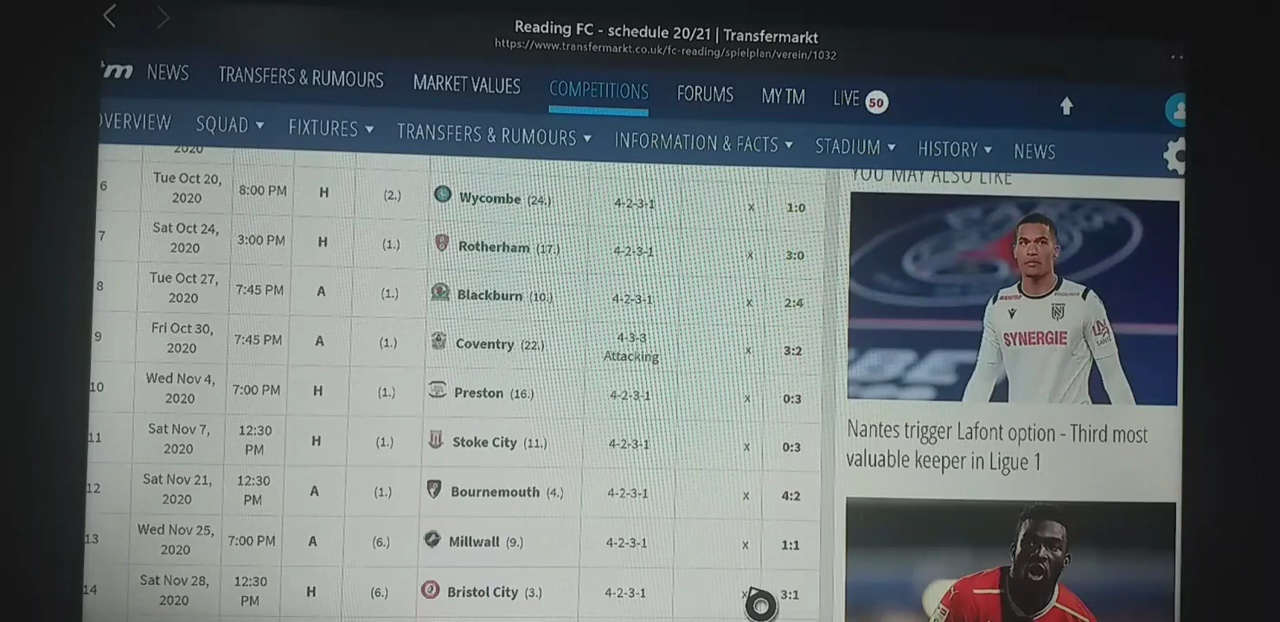 Reading FC - schedule 20/21 | Transfermarkt
https://www.transfermarkt.co.uk/fc-reading/spielplan/verein/1032
tm NEWS TRANSFERS & RUMOURS MARKET VALUES COMPETITIONS FORUMS MY TM LIVE 50
OVERVIEW SQUAD FIXTURES TRANSFERS & RUMOURS INFORMATION & FACTS STADIUM HISTORY NEWS
2020
YOU MAY ALSO LIKE
6 Tue Oct 20, 2020 8:00 PM H (2.) Wycombe (24.) 4-2-3-1 x 1:0
7 Sat Oct 24, 2020 3:00 PM H (1.) Rotherham (17.) 4-2-3-1 x 3:0
8 Tue Oct 27, 2020 7:45 PM A (1.) Blackburn (10.) 4-2-3-1 x 2:4
9 Fri Oct 30, 2020 7:45 PM A (1.) Coventry (22.) 4-3-3 Attacking x 3:2
10 Wed Nov 4, 2020 7:00 PM H (1.) Preston (16.) 4-2-3-1 x 0:3
11 Sat Nov 7, 2020 12:30 PM H (1.) Stoke City (11.) 4-2-3-1 x 0:3
12 Sat Nov 21, 2020 12:30 PM A (1.) Bournemouth (4.) 4-2-3-1 x 4:2
13 Wed Nov 25, 2020 7:00 PM A (6.) Millwall (9.) 4-2-3-1 x 1:1
14 Sat Nov 28, 2020 12:30 PM H (6.) Bristol City (3.) 4-2-3-1 x 3:1
SYNERGIE
Nantes trigger Lafont option - Third most
valuable keeper in Ligue 1